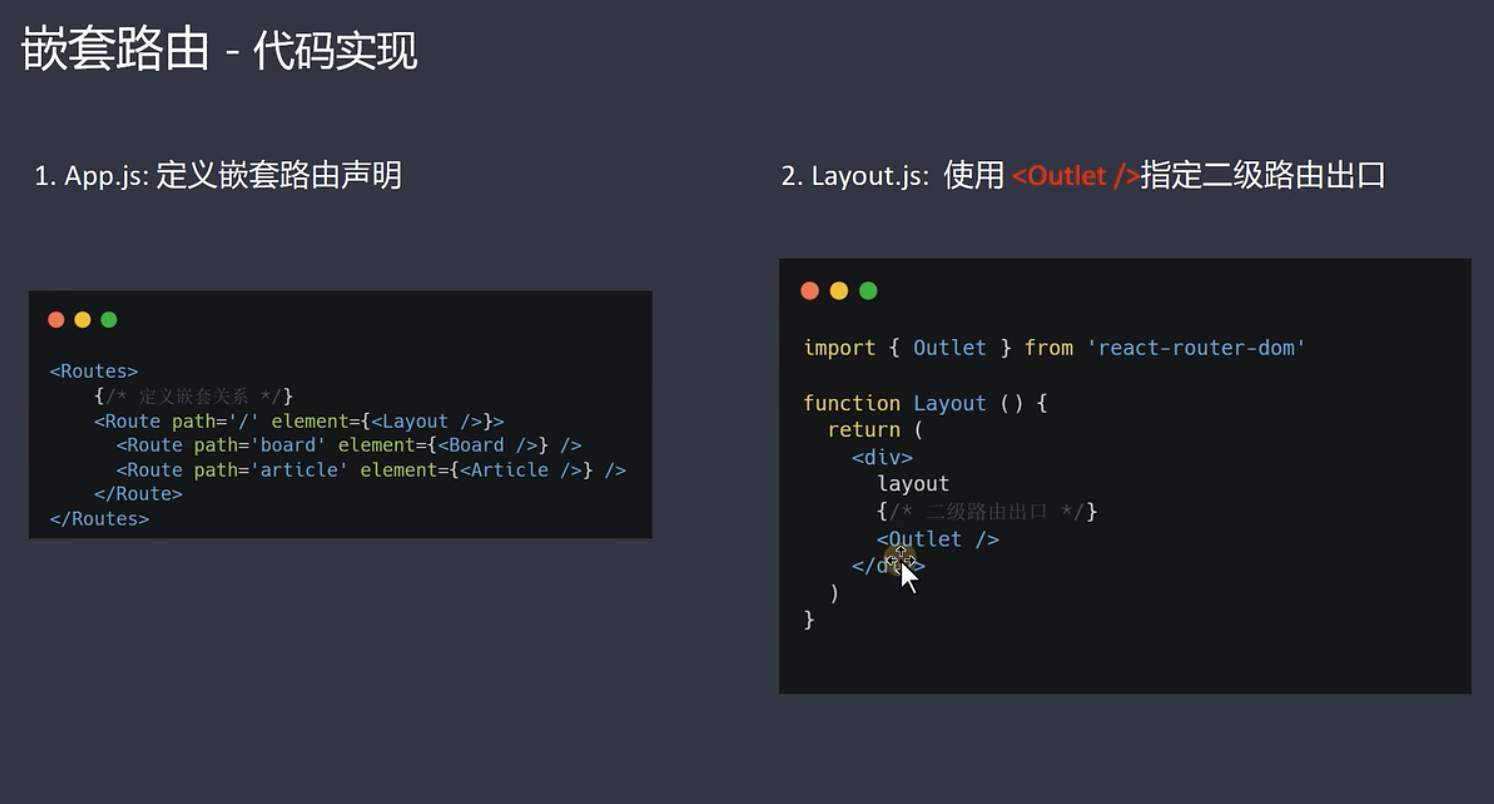 嵌套路由 - 代码实现
1. App.js: 定义嵌套路由声明
<Routes>
    {/* 定义嵌套关系 */}
    <Route path='/' element={<Layout />}>
      <Route path='board' element={<Board />} />
      <Route path='article' element={<Article />} />
    </Route>
</Routes>
2. Layout.js: 使用 <Outlet />指定二级路由出口
import { Outlet } from 'react-router-dom'
function Layout () {
  return (
    <div>
      layout
      {/* 二级路由出口 */}
      <Outlet />
    </div>
  )
}